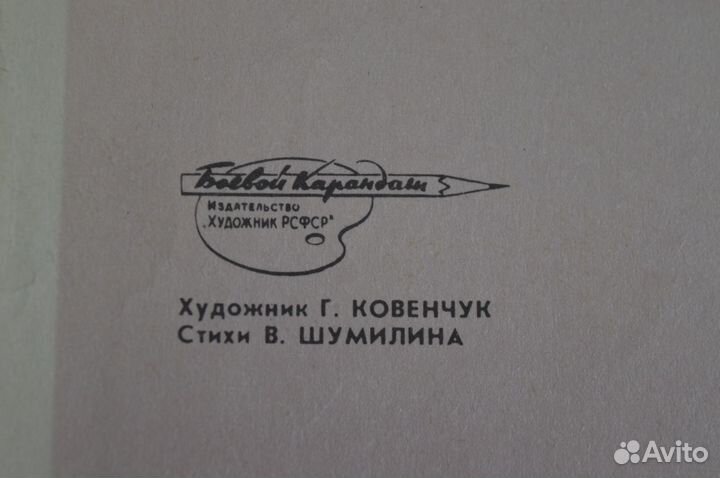 Боевой Карандаш
Издательство
„Художник РСФСР"
Художник Г. КОВЕНЧУК
Стихи В. ШУМИЛИНА
Avito